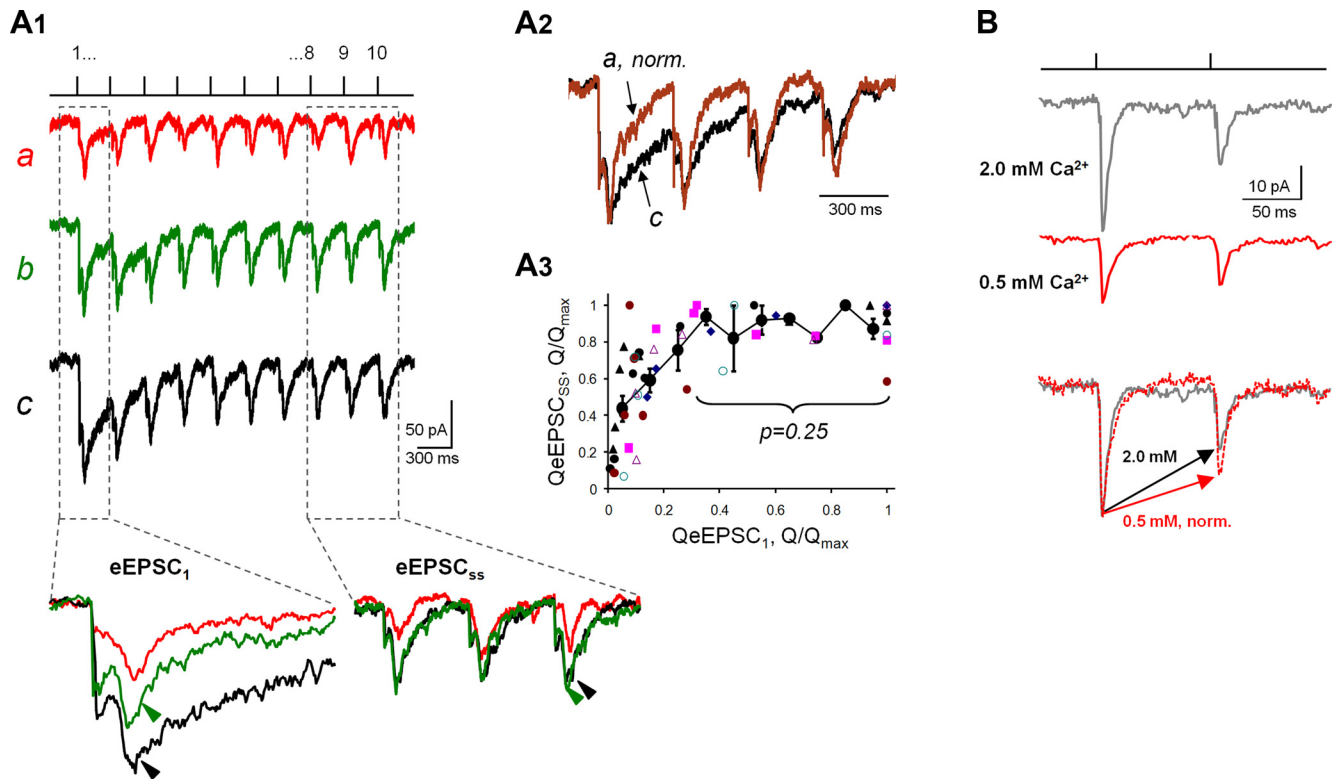 A1
1... ...8 9 10
a
b
c
50 pA
300 ms
eEPSC₁
eEPSCss
A2
a, norm.
c
300 ms
A3
QeEPSCSS, Q/Qmax
1
0.8
0.6
0.4
0.2
0
p=0.25
0 0.2 0.4 0.6 0.8 1
QeEPSC₁, Q/Qmax
B
2.0 mM Ca²⁺
10 pA
50 ms
0.5 mM Ca²⁺
2.0 mM
0.5 mM, norm.